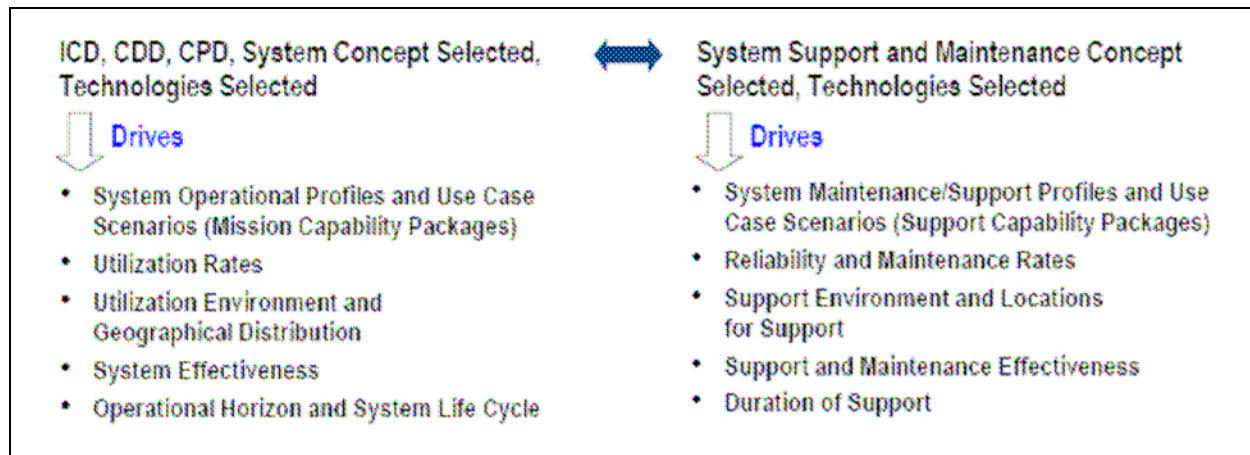 ICD, CDD, CPD, System Concept Selected,
Technologies Selected
Drives
• System Operational Profiles and Use Case
Scenarios (Mission Capability Packages)
• Utilization Rates
• Utilization Environment and
Geographical Distribution
• System Effectiveness
• Operational Horizon and System Life Cycle
System Support and Maintenance Concept
Selected, Technologies Selected
Drives
• System Maintenance/Support Profiles and Use
Case Scenarios (Support Capability Packages)
• Reliability and Maintenance Rates
• Support Environment and Locations
for Support
• Support and Maintenance Effectiveness
• Duration of Support